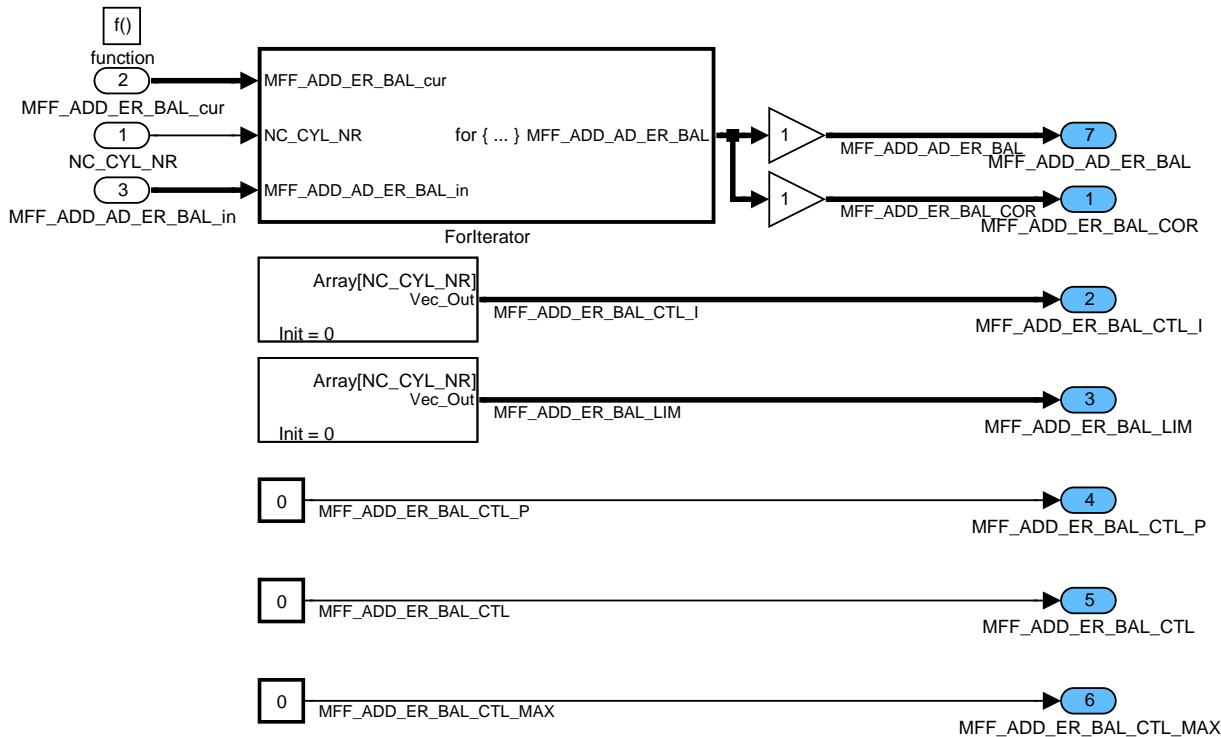 f()
function
2
MFF_ADD_ER_BAL_cur
1
NC_CYL_NR
3
MFF_ADD_AD_ER_BAL_in
MFF_ADD_ER_BAL_cur
NC_CYL_NR
for { ... } MFF_ADD_AD_ER_BAL
MFF_ADD_AD_ER_BAL_in
ForIterator
1
MFF_ADD_AD_ER_BAL
7
MFF_ADD_AD_ER_BAL
1
MFF_ADD_ER_BAL_COR
1
MFF_ADD_ER_BAL_COR
Array[NC_CYL_NR]
Vec_Out
Init = 0
MFF_ADD_ER_BAL_CTL_I
2
MFF_ADD_ER_BAL_CTL_I
Array[NC_CYL_NR]
Vec_Out
Init = 0
MFF_ADD_ER_BAL_LIM
3
MFF_ADD_ER_BAL_LIM
0
MFF_ADD_ER_BAL_CTL_P
4
MFF_ADD_ER_BAL_CTL_P
0
MFF_ADD_ER_BAL_CTL
5
MFF_ADD_ER_BAL_CTL
0
MFF_ADD_ER_BAL_CTL_MAX
6
MFF_ADD_ER_BAL_CTL_MAX